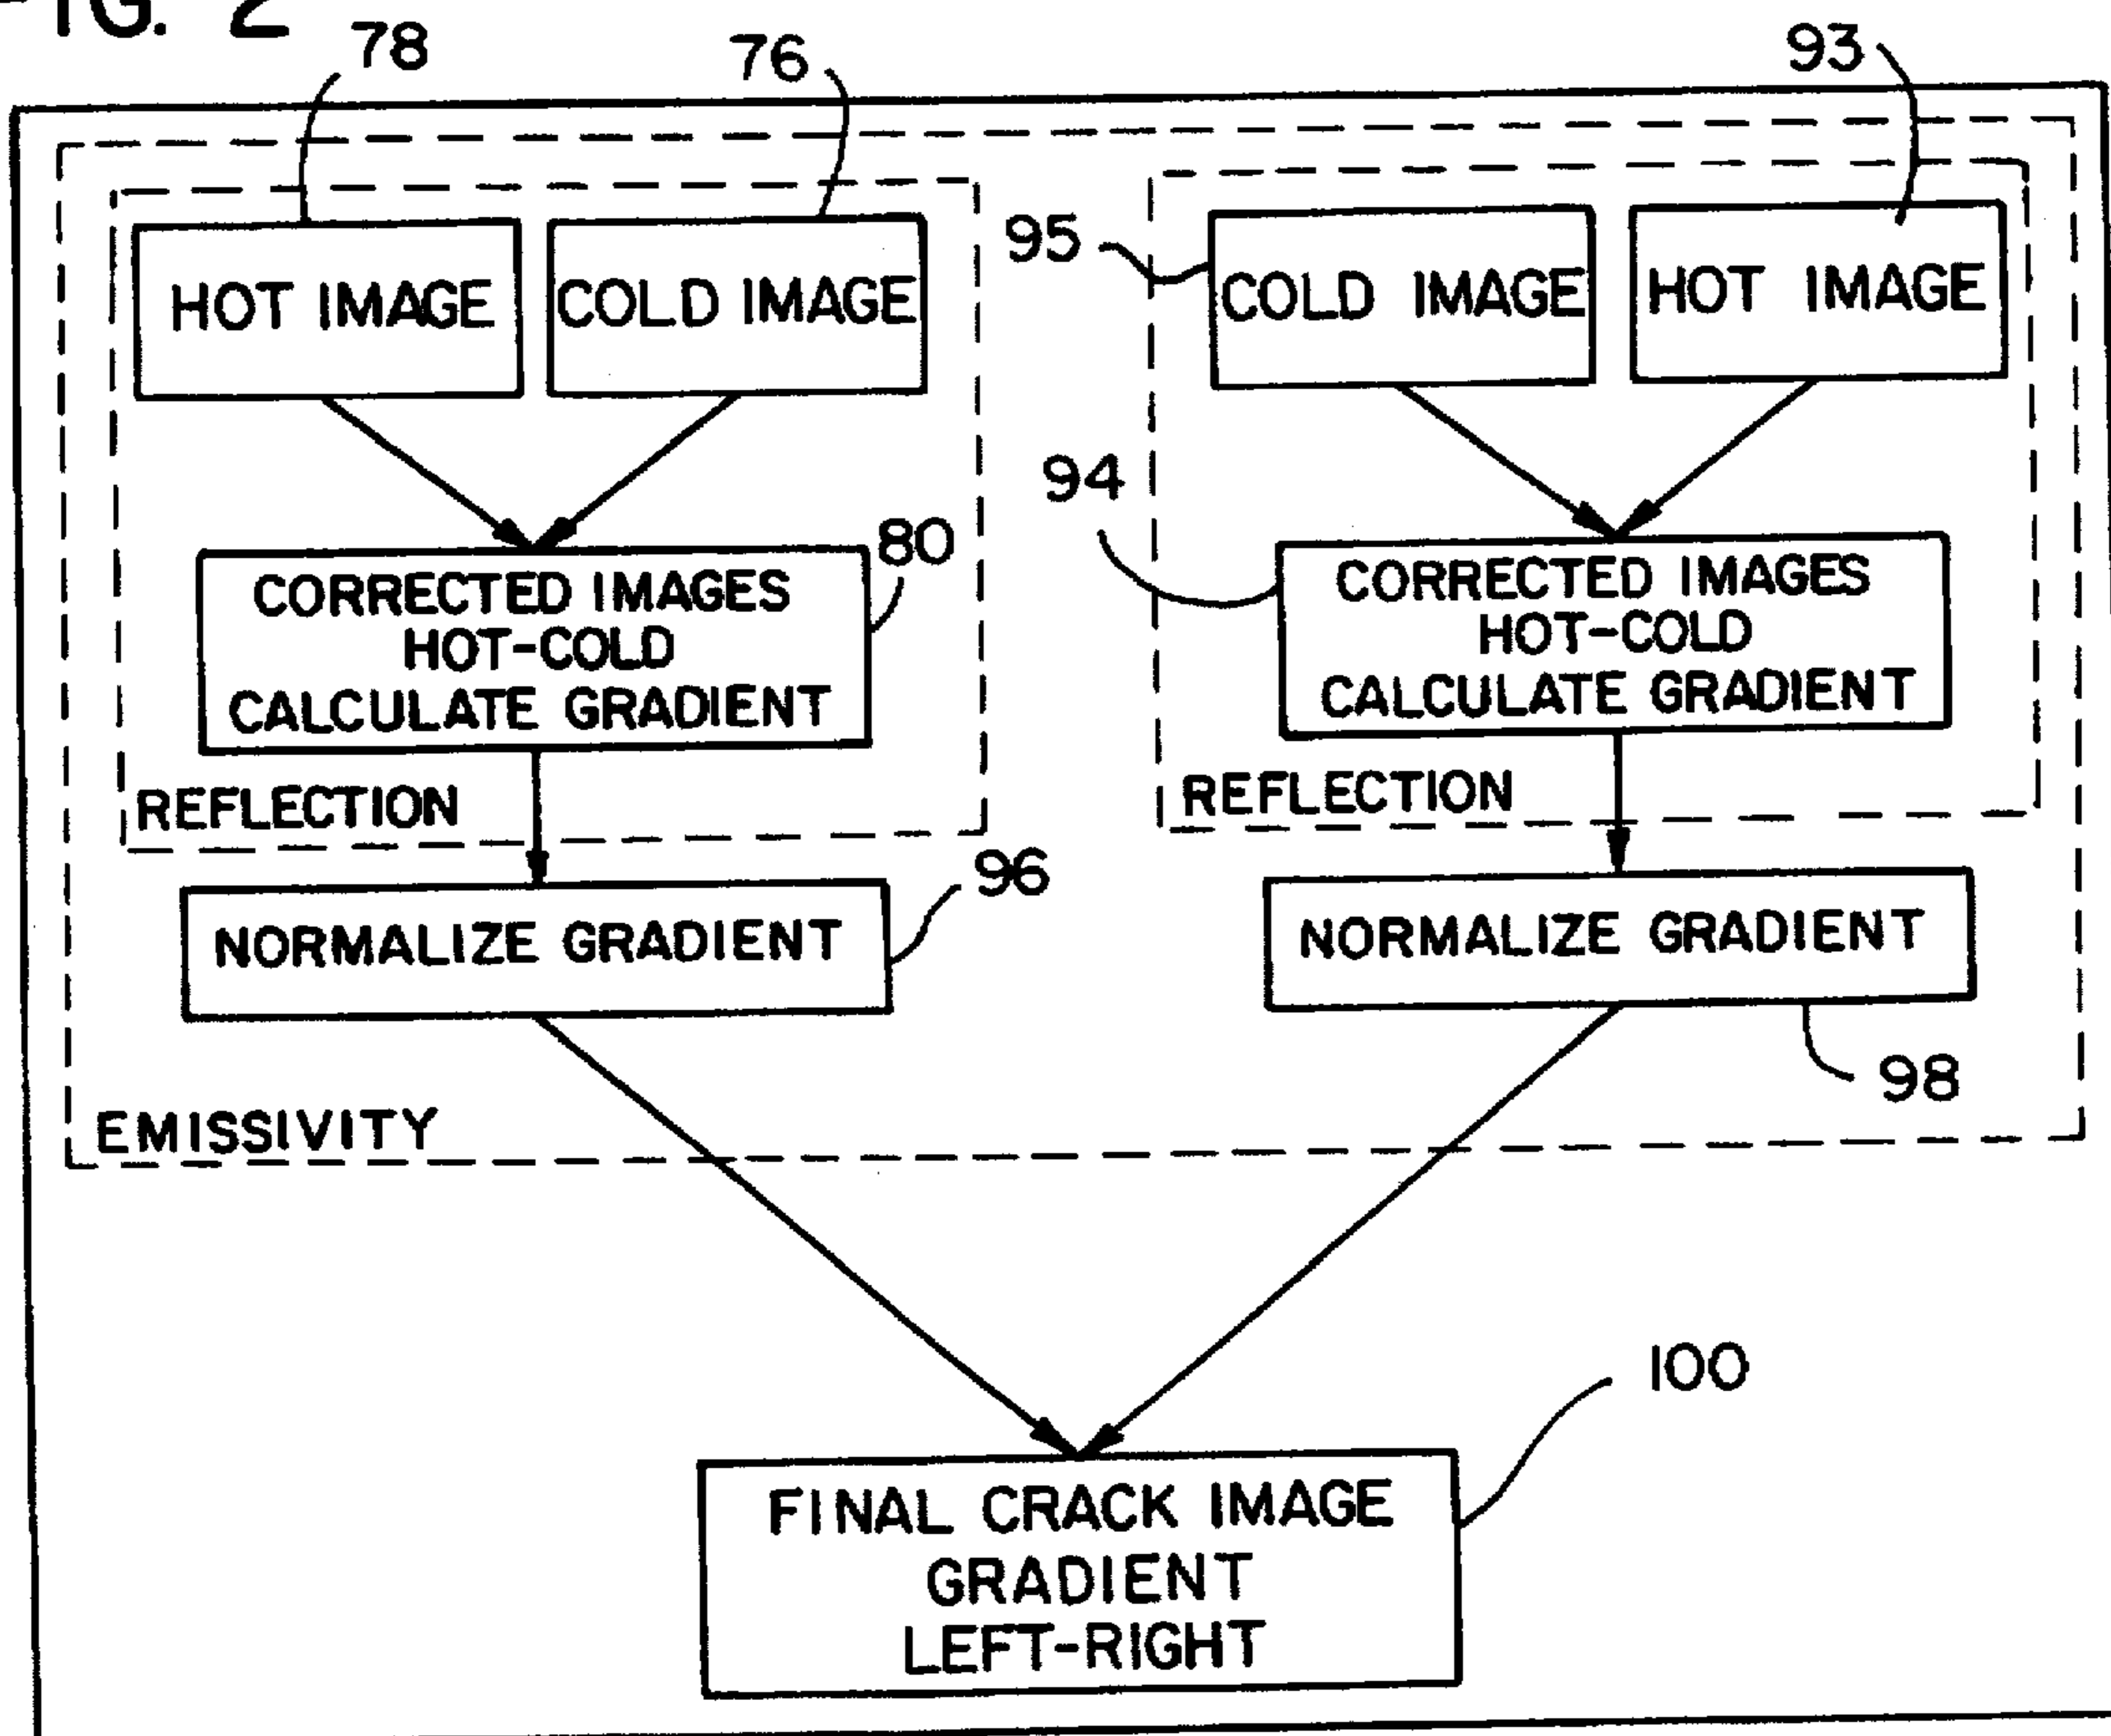 FIG. 2
78
76
93
95
HOT IMAGE
COLD IMAGE
COLD IMAGE
HOT IMAGE
94
80
CORRECTED IMAGES
HOT-COLD
CALCULATE GRADIENT
CORRECTED IMAGES
HOT-COLD
CALCULATE GRADIENT
REFLECTION
REFLECTION
96
NORMALIZE GRADIENT
NORMALIZE GRADIENT
98
EMISSIVITY
100
FINAL CRACK IMAGE
GRADIENT
LEFT-RIGHT